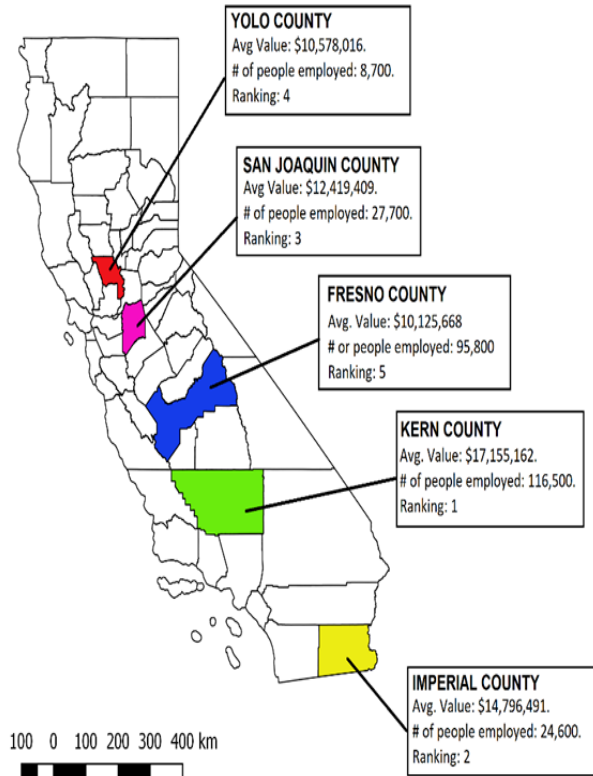 YOLO COUNTY
Avg Value: $10,578,016.
# of people employed: 8,700.
Ranking: 4
SAN JOAQUIN COUNTY
Avg Value: $12,419,409.
# of people employed: 27,700.
Ranking: 3
FRESNO COUNTY
Avg. Value: $10,125,668
# or people employed: 95,800
Ranking: 5
KERN COUNTY
Avg. Value: $17,155,162.
# of people employed: 116,500.
Ranking: 1
IMPERIAL COUNTY
Avg. Value: $14,796,491.
# of people employed: 24,600.
Ranking: 2
100 0 100 200 300 400 km